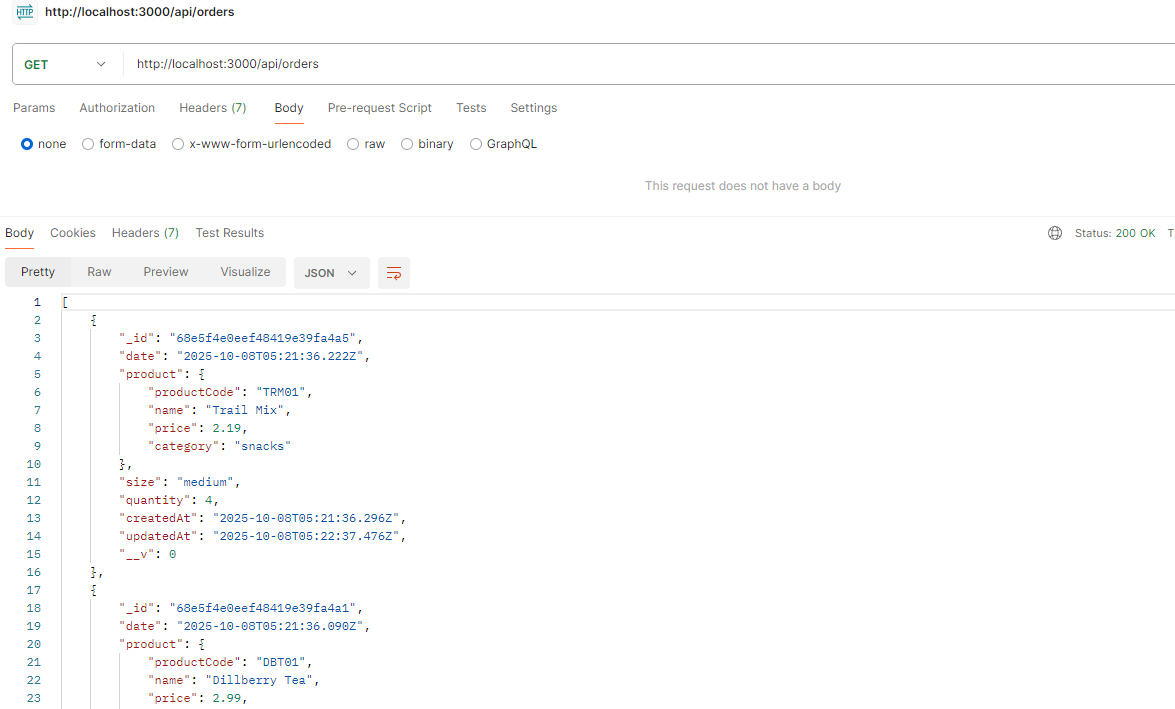 HTTP http://localhost:3000/api/orders
GET http://localhost:3000/api/orders
Params Authorization Headers (7) Body Pre-request Script Tests Settings
none form-data x-www-form-urlencoded raw binary GraphQL
This request does not have a body
Body Cookies Headers (7) Test Results Status: 200 OK T
Pretty Raw Preview Visualize JSON
1 [
2 {
3 "_id": "68e5f4e0eef48419e39fa4a5",
4 "date": "2025-10-08T05:21:36.222Z",
5 "product": {
6 "productCode": "TRM01",
7 "name": "Trail Mix",
8 "price": 2.19,
9 "category": "snacks"
10 },
11 "size": "medium",
12 "quantity": 4,
13 "createdAt": "2025-10-08T05:21:36.296Z",
14 "updatedAt": "2025-10-08T05:22:37.476Z",
15 "__v": 0
16 },
17 {
18 "_id": "68e5f4e0eef48419e39fa4a1",
19 "date": "2025-10-08T05:21:36.090Z",
20 "product": {
21 "productCode": "DBT01",
22 "name": "Dillberry Tea",
23 "price": 2.99,